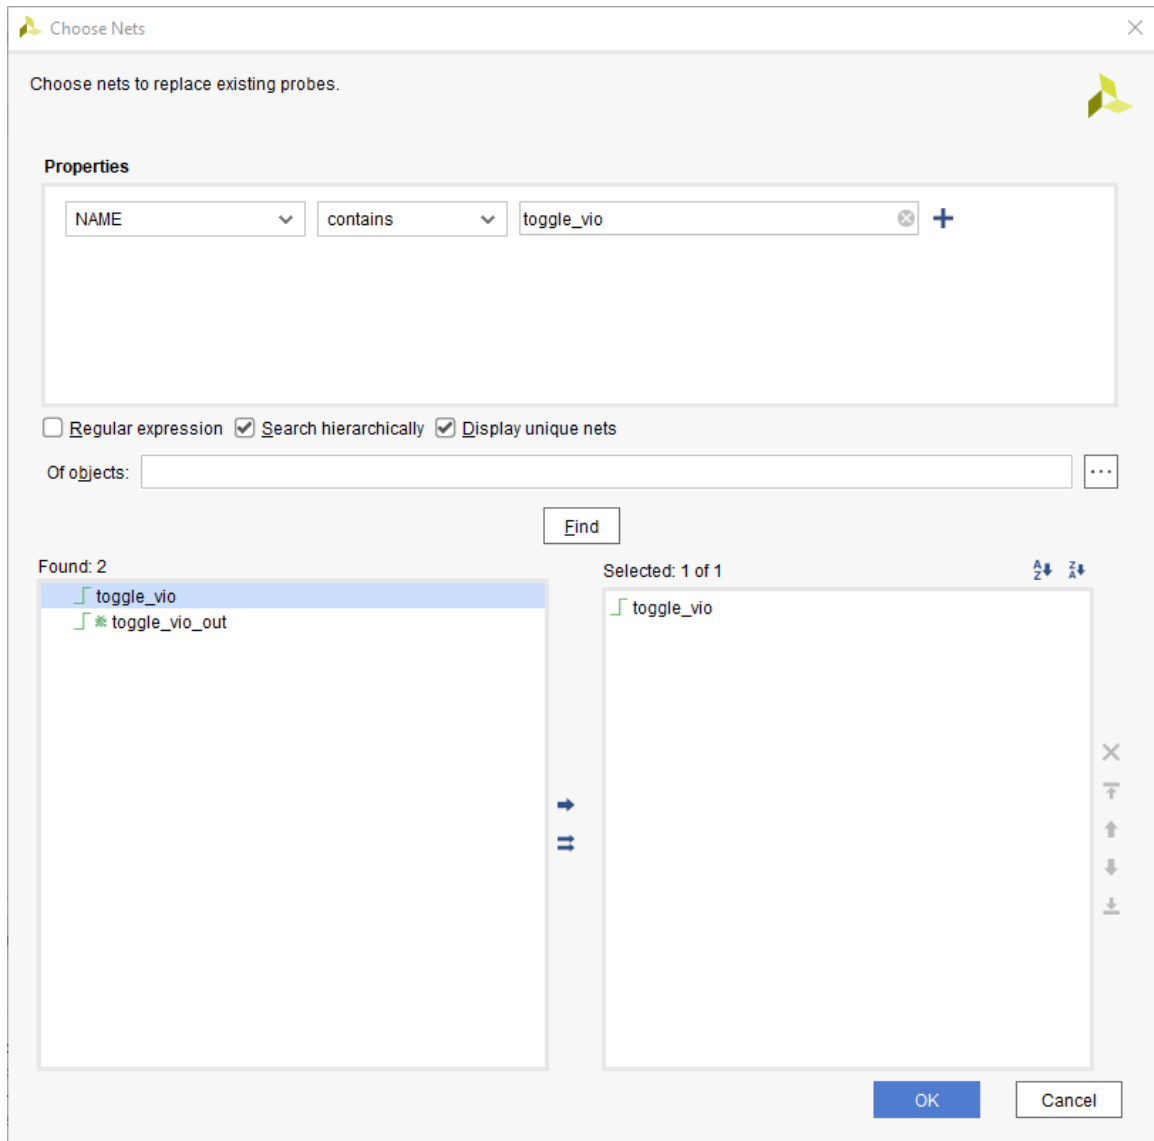 Choose Nets
Choose nets to replace existing probes.
Properties
NAME contains toggle_vio
Regular expression Search hierarchically Display unique nets
Of objects:
Find
Found: 2
toggle_vio
toggle_vio_out
Selected: 1 of 1
toggle_vio
OK Cancel